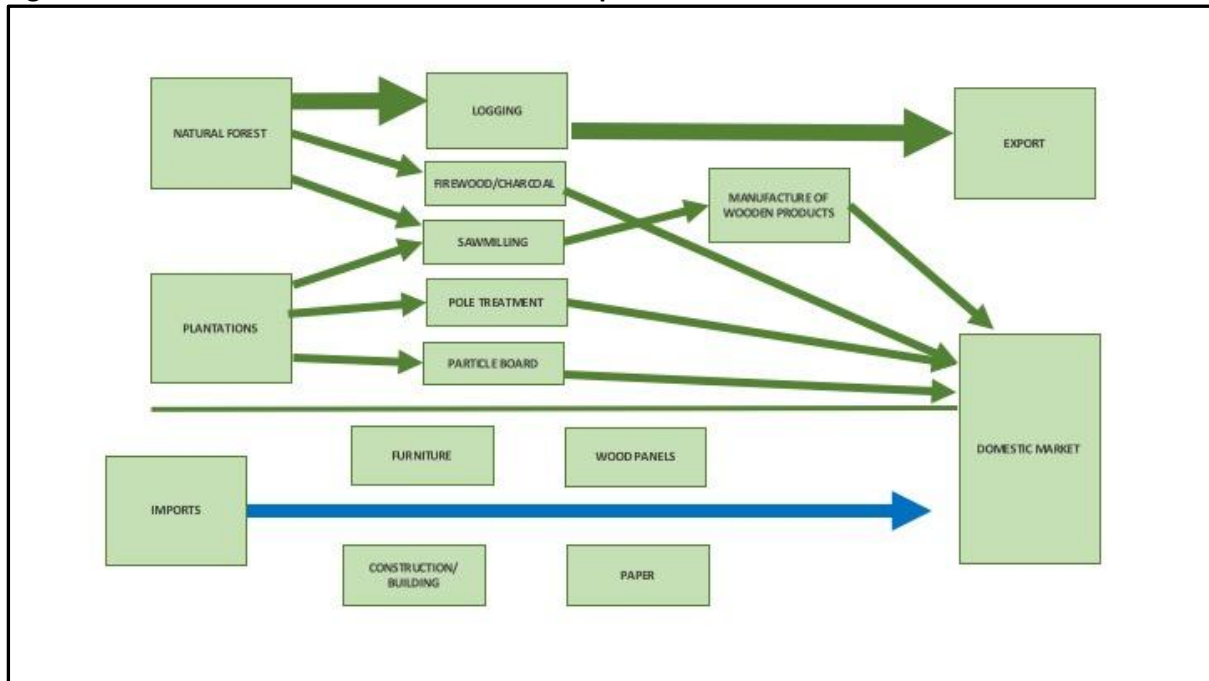 NATURAL FOREST
LOGGING
EXPORT
FIREWOOD/CHARCOAL
MANUFACTURE OF
WOODEN PRODUCTS
SAWMILLING
PLANTATIONS
POLE TREATMENT
PARTICLE BOARD
DOMESTIC MARKET
FURNITURE
WOOD PANELS
IMPORTS
CONSTRUCTION/
BUILDING
PAPER